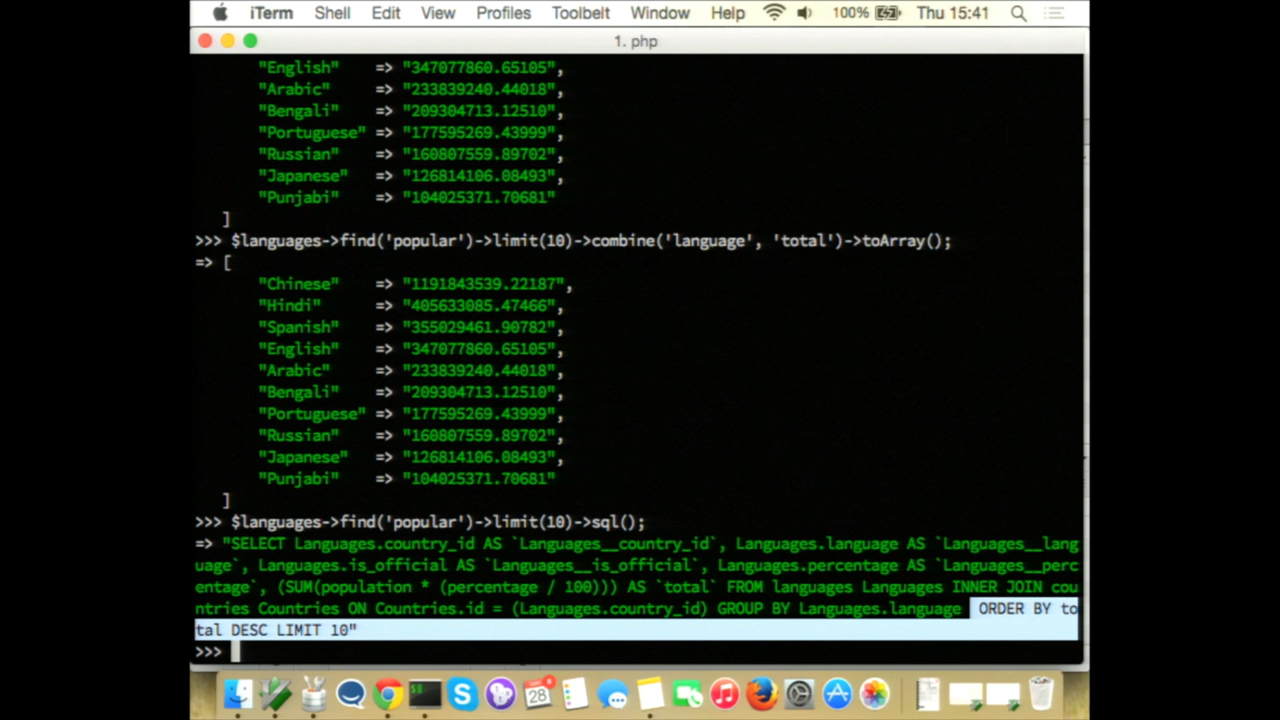 iTerm Shell Edit View Profiles Toolbelt Window Help 100% Thu 15:41
1. php
"English" => "347077860.65105",
"Arabic" => "233839240.44018",
"Bengali" => "209304713.12510",
"Portuguese" => "177595269.43999",
"Russian" => "160807559.89702",
"Japanese" => "126814106.08493",
"Punjabi" => "104025371.70681"
]
>>> $languages->find('popular')->limit(10)->combine('language', 'total')->toArray();
=> [
"Chinese" => "1191843539.22187",
"Hindi" => "405633085.47466",
"Spanish" => "355029461.90782",
"English" => "347077860.65105",
"Arabic" => "233839240.44018",
"Bengali" => "209304713.12510",
"Portuguese" => "177595269.43999",
"Russian" => "160807559.89702",
"Japanese" => "126814106.08493",
"Punjabi" => "104025371.70681"
]
>>> $languages->find('popular')->limit(10)->sql();
=> "SELECT Languages.country_id AS `Languages__country_id`, Languages.language AS `Languages__lang
uage`, Languages.is_official AS `Languages__is_official`, Languages.percentage AS `Languages__perc
entage`, (SUM(population * (percentage / 100))) AS `total` FROM languages Languages INNER JOIN cou
ntries Countries ON Countries.id = (Languages.country_id) GROUP BY Languages.language ORDER BY to
tal DESC LIMIT 10"
>>>
28